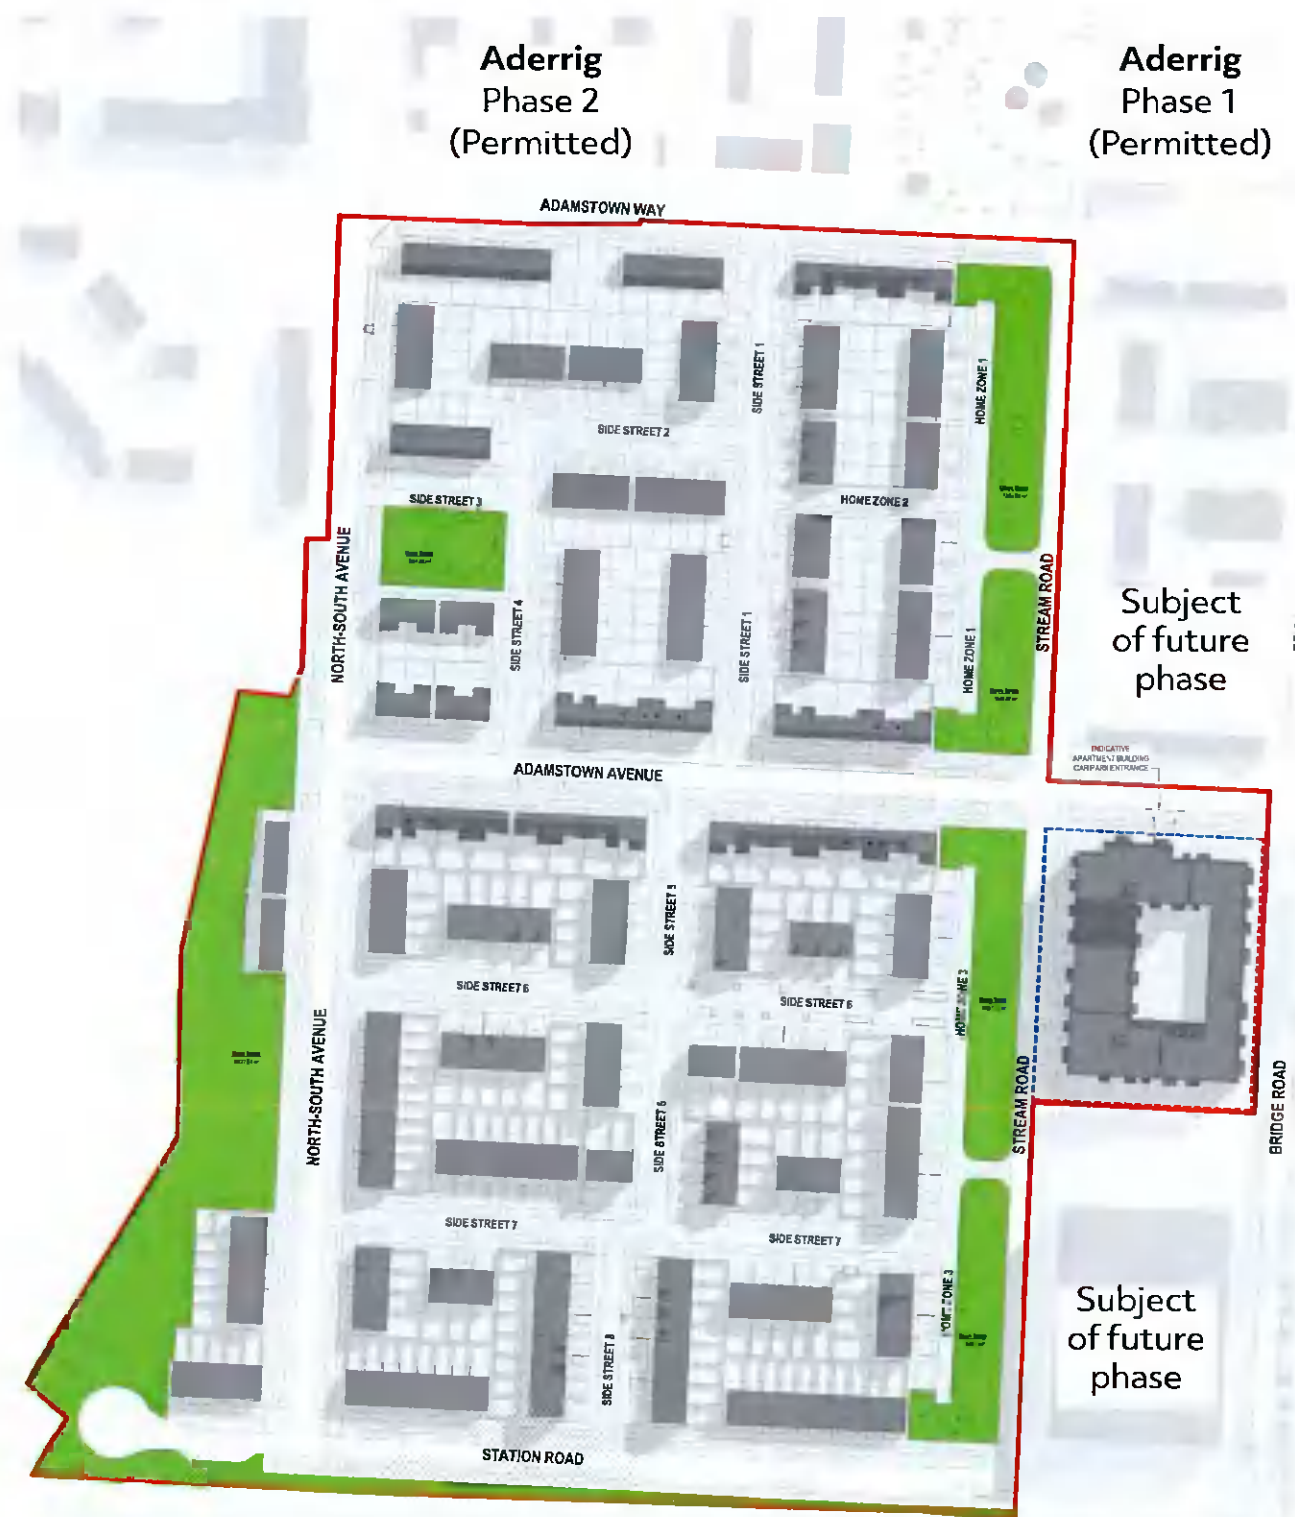 Aderrig
Phase 2
(Permitted)
Aderrig
Phase 1
(Permitted)
ADAMSTOWN WAY
SIDE STREET 1
HOME ZONE 1
SIDE STREET 2
SIDE STREET 3
HOME ZONE 2
NORTH-SOUTH AVENUE
SIDE STREET 4
SIDE STREET 1
HOME ZONE 1
STREAM ROAD
Subject
of future
phase
ADAMSTOWN AVENUE
INDICATIVE
APARTMENT BUILDING
CARPARK ENTRANCE
SIDE STREET 5
SIDE STREET 6
SIDE STREET 6
HOME ZONE 3
NORTH-SOUTH AVENUE
STREAM ROAD
BRIDGE ROAD
SIDE STREET 6
SIDE STREET 7
SIDE STREET 7
HOME ZONE 3
SIDE STREET 8
Subject
of future
phase
STATION ROAD